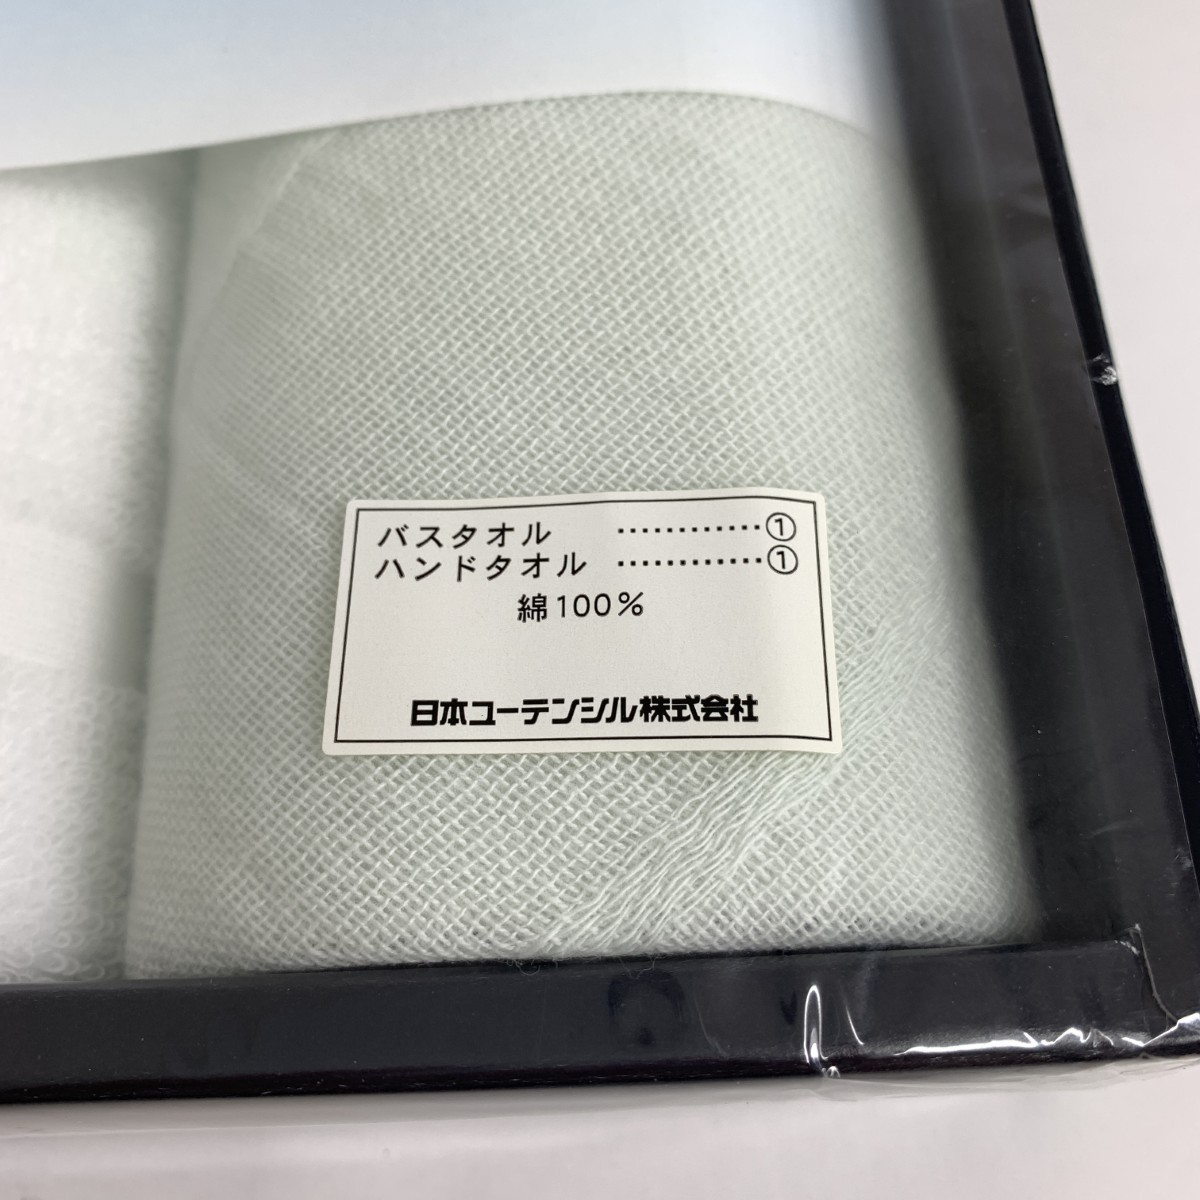 バスタオル …………①
ハンドタオル …………①
綿100%
日本ユーテンシル株式会社